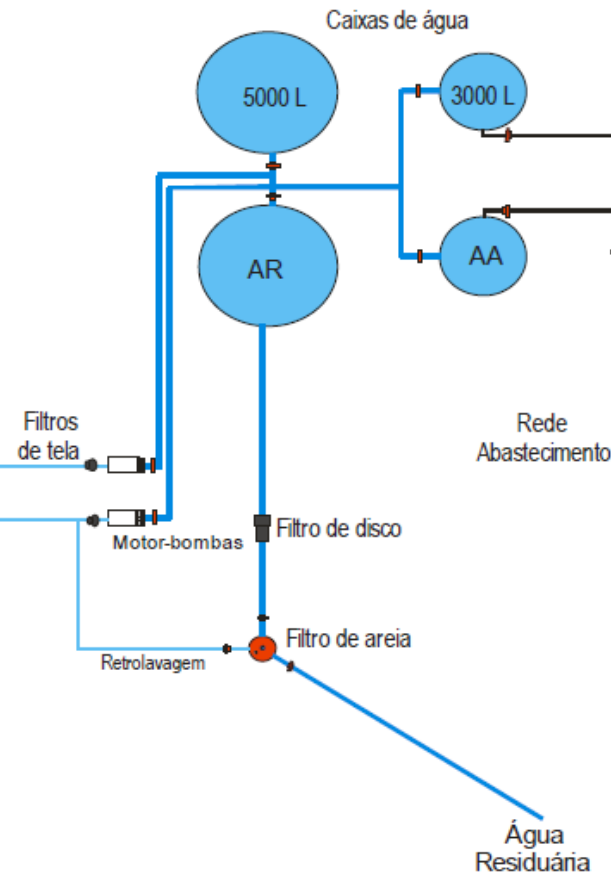 Caixas de água
5000 L
3000 L
AR
AA
Filtros
de tela
Rede
Abastecimento
Motor-bombas
Filtro de disco
Filtro de areia
Retrolavagem
Água
Residuária